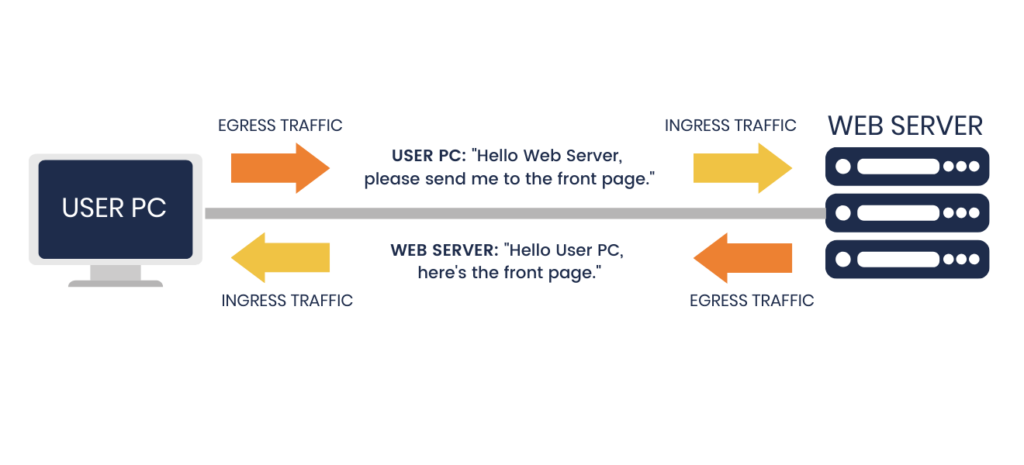 EGRESS TRAFFIC
INGRESS TRAFFIC
WEB SERVER
USER PC: "Hello Web Server,
please send me to the front page."
USER PC
WEB SERVER: "Hello User PC,
here's the front page."
INGRESS TRAFFIC
EGRESS TRAFFIC